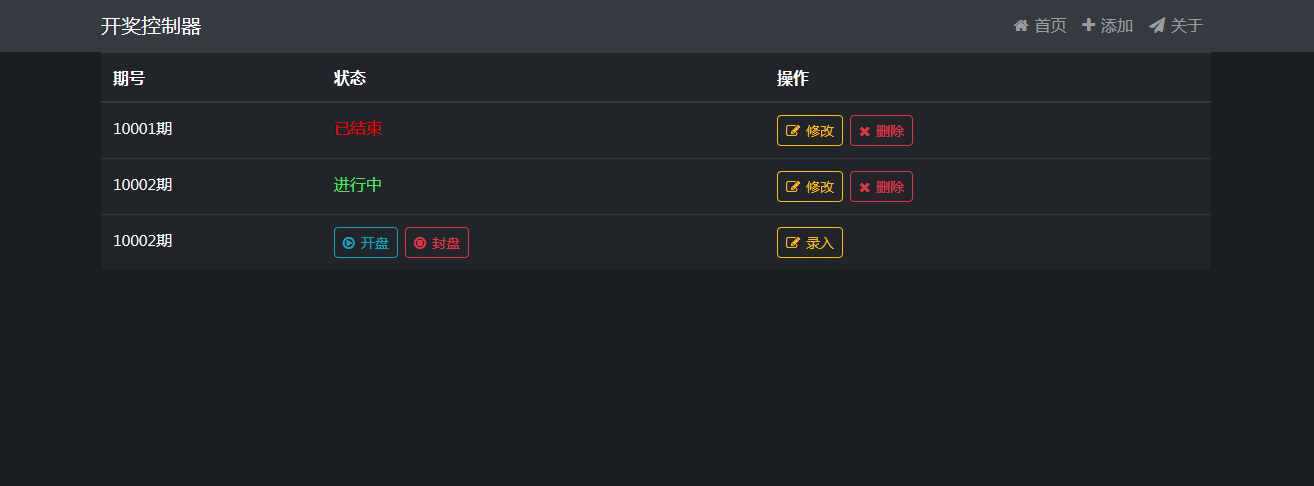 开奖控制器 首页 添加 关于
期号 状态 操作
10001期 已结束 修改 删除
10002期 进行中 修改 删除
10002期 开盘 封盘 录入